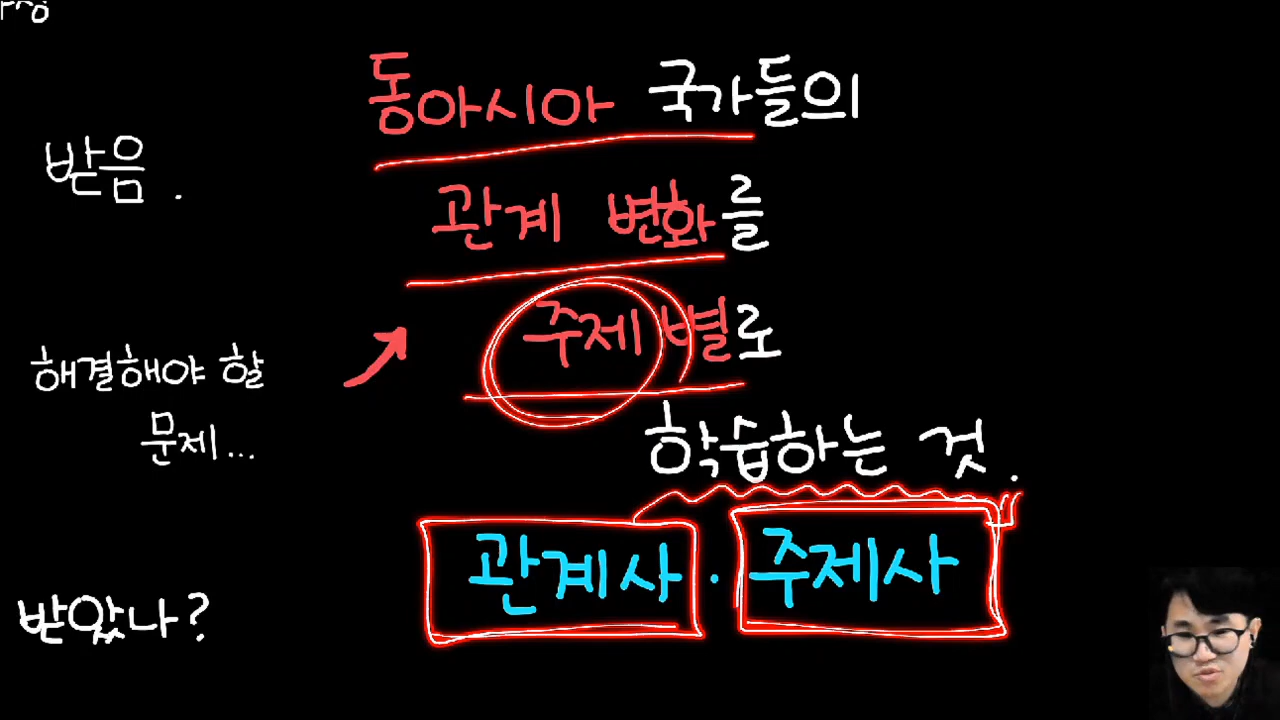 받음.
해결해야 할
문제...
받았나?
동아시아 국가들의
관계 변화를
주제별로
학습하는 것.
관계사 · 주제사